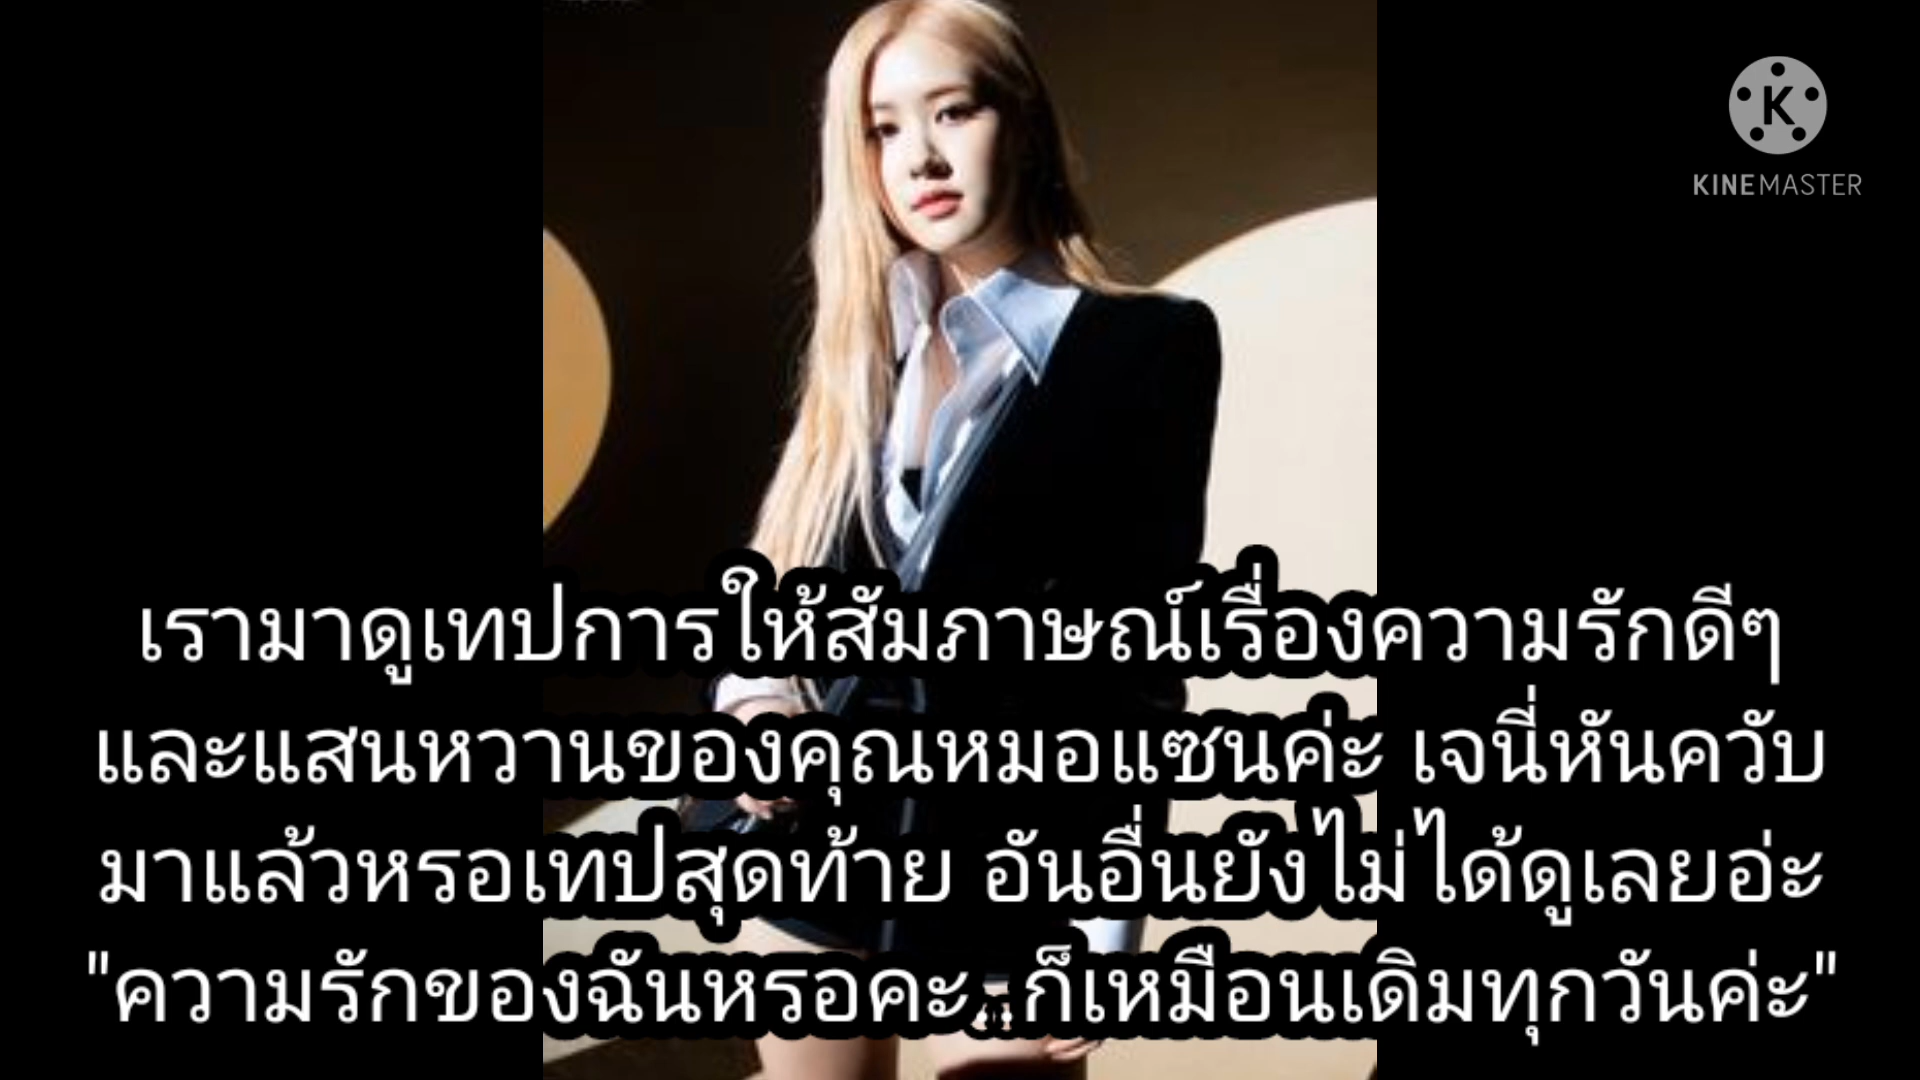 KINEMASTER
เรามาดูเทปการให้สัมภาษณ์เรื่องความรักดีๆ
และแสนหวานของคุณหมอแซนค่ะ เจนี่หันควับ
มาแล้วหรอเทปสุดท้าย อันอื่นยังไม่ได้ดูเลยอ่ะ
"ความรักของฉันหรอคะ ก็เหมือนเดิมทุกวันค่ะ"